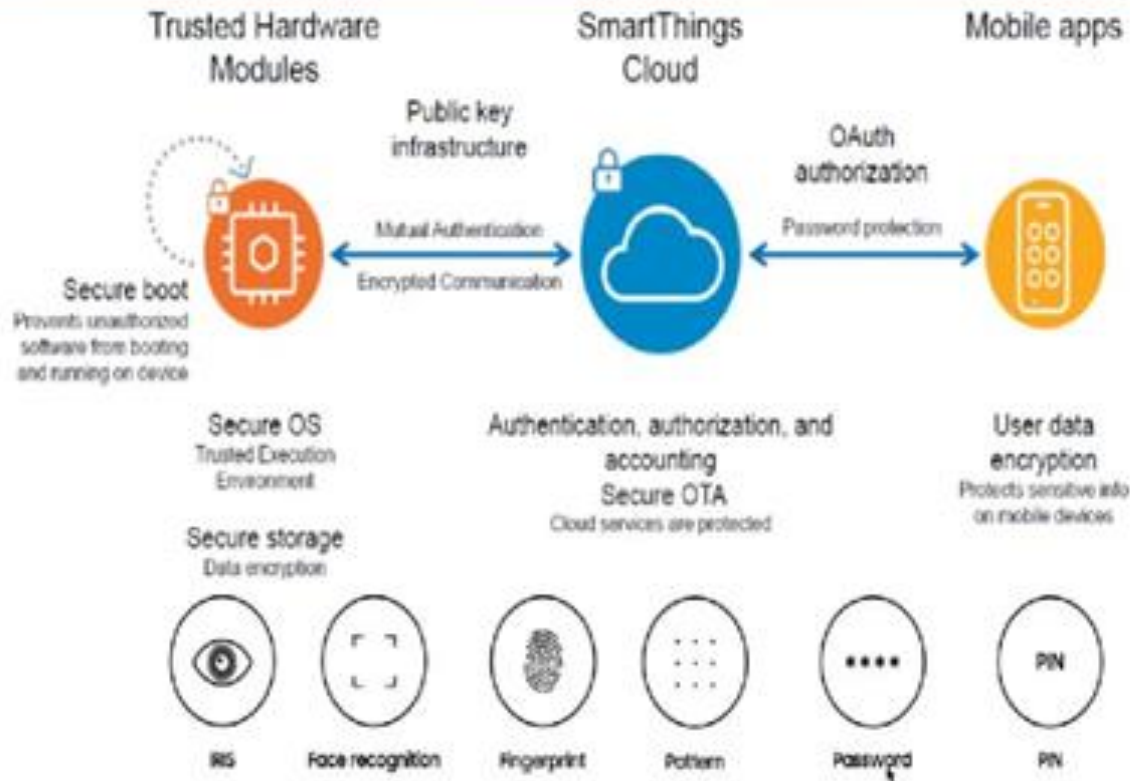 Trusted Hardware
Modules
SmartThings
Cloud
Mobile apps
Public key
infrastructure
OAuth
authorization
Mutual Authentication
Encrypted Communication
Password protection
Secure boot
Prevents unauthorized
software from booting
and running on device
Secure OS
Trusted Execution
Environment
Authentication, authorization, and
accounting
Secure OTA
Cloud services are protected
User data
encryption
Protects sensitive info
on mobile devices
Secure storage
Data encryption
PIN
IRIS
Face recognition
Fingerprint
Pattern
Password
PIN